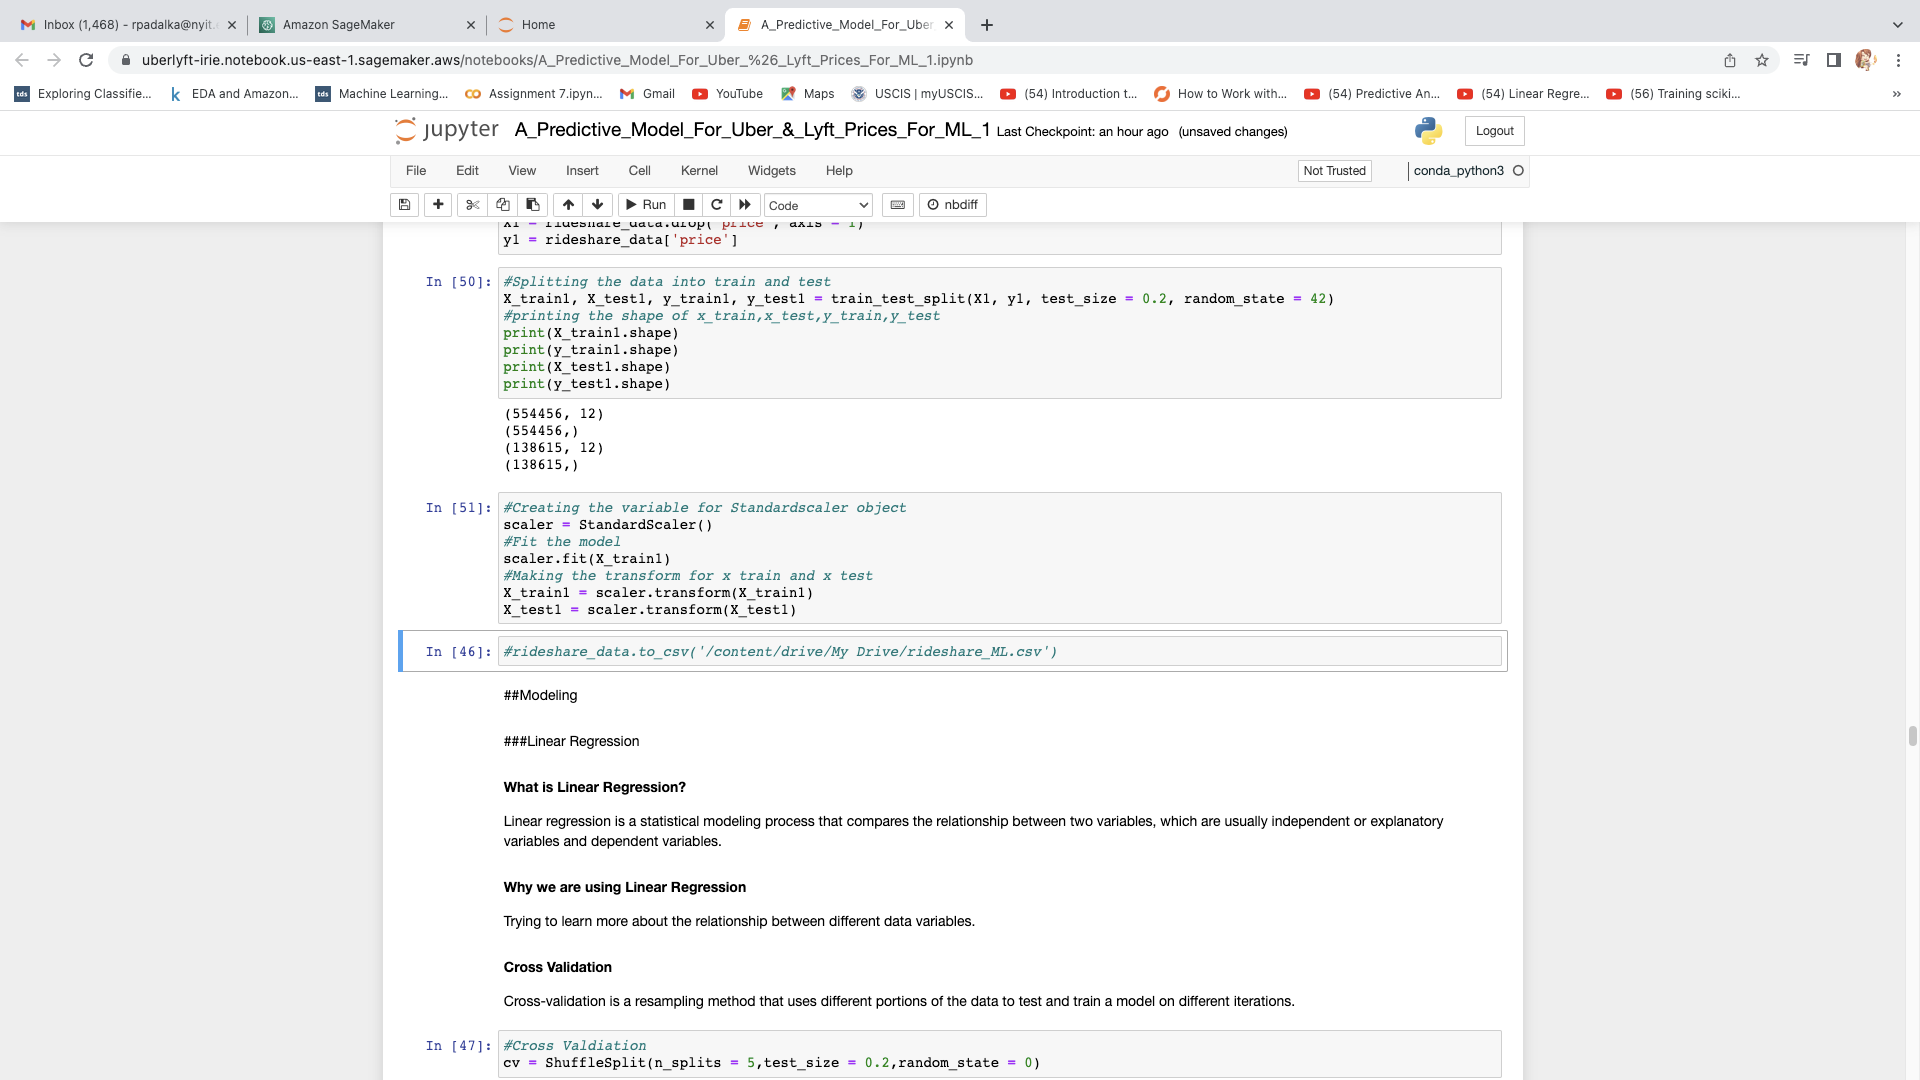 Inbox (1,468) - rpadalka@nyit.
Amazon SageMaker
Home
A_Predictive_Model_For_Uber
uberlyft-irie.notebook.us-east-1.sagemaker.aws/notebooks/A_Predictive_Model_For_Uber_%26_Lyft_Prices_For_ML_1.ipynb
tds Exploring Classifie...
EDA and Amazon...
tds Machine Learning...
Assignment 7.ipyn...
Gmail
YouTube
Maps
USCIS | myUSCIS...
(54) Introduction t...
How to Work with...
(54) Predictive An...
(54) Linear Regre...
(56) Training sciki...
»
jupyter A_Predictive_Model_For_Uber_&_Lyft_Prices_For_ML_1 Last Checkpoint: an hour ago (unsaved changes)
Logout
File Edit View Insert Cell Kernel Widgets Help
Not Trusted
conda_python3
Run
Code
nbdiff
X1 = rideshare_data.drop('price', axis = 1)
y1 = rideshare_data['price']
In [50]: #Splitting the data into train and test
X_train1, X_test1, y_train1, y_test1 = train_test_split(X1, y1, test_size = 0.2, random_state = 42)
#printing the shape of x_train,x_test,y_train,y_test
print(X_train1.shape)
print(y_train1.shape)
print(X_test1.shape)
print(y_test1.shape)
(554456, 12)
(554456,)
(138615, 12)
(138615,)
In [51]: #Creating the variable for Standardscaler object
scaler = StandardScaler()
#Fit the model
scaler.fit(X_train1)
#Making the transform for x train and x test
X_train1 = scaler.transform(X_train1)
X_test1 = scaler.transform(X_test1)
In [46]: #rideshare_data.to_csv('/content/drive/My Drive/rideshare_ML.csv')
##Modeling
###Linear Regression
What is Linear Regression?
Linear regression is a statistical modeling process that compares the relationship between two variables, which are usually independent or explanatory
variables and dependent variables.
Why we are using Linear Regression
Trying to learn more about the relationship between different data variables.
Cross Validation
Cross-validation is a resampling method that uses different portions of the data to test and train a model on different iterations.
In [47]: #Cross Valdiation
cv = ShuffleSplit(n_splits = 5,test_size = 0.2,random_state = 0)